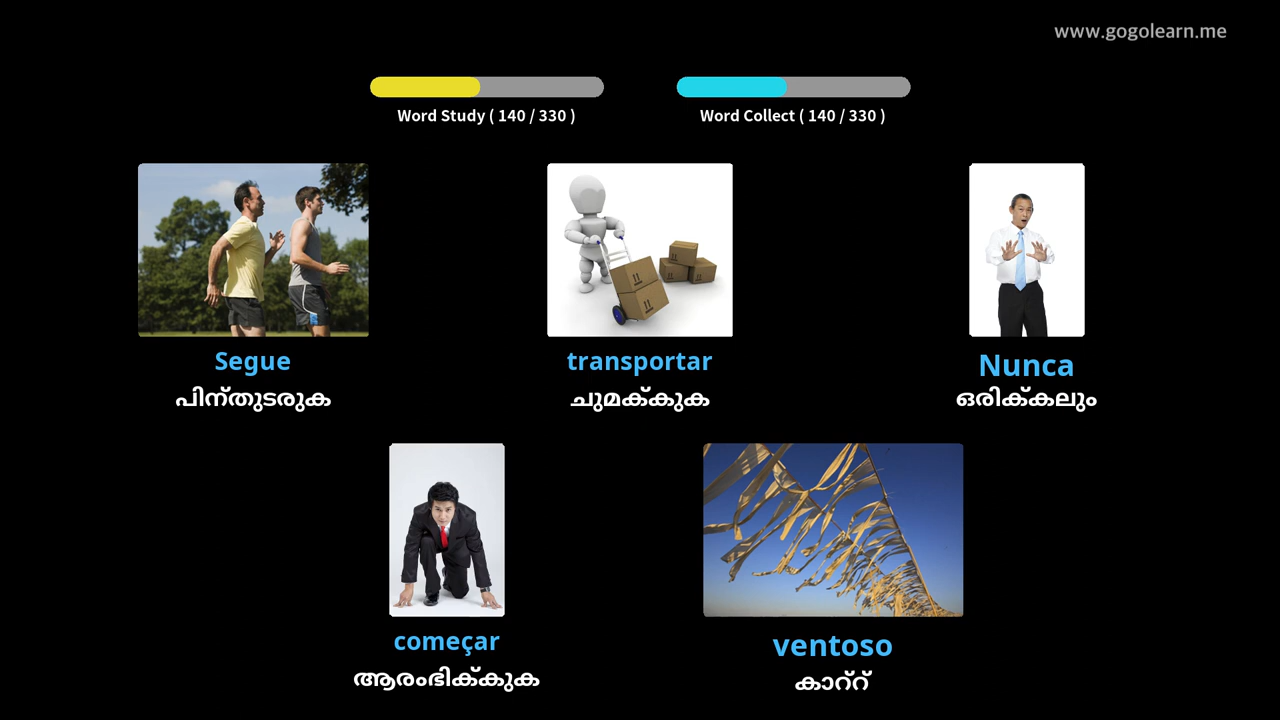 www.gogolearn.me
Word Study ( 140 / 330 )
Word Collect ( 140 / 330 )
Segue
പിന്തുടരുക
transportar
ചുമക്കുക
Nunca
ഒരിക്കലും
começar
ആരംഭിക്കുക
ventoso
കാറ്റ്